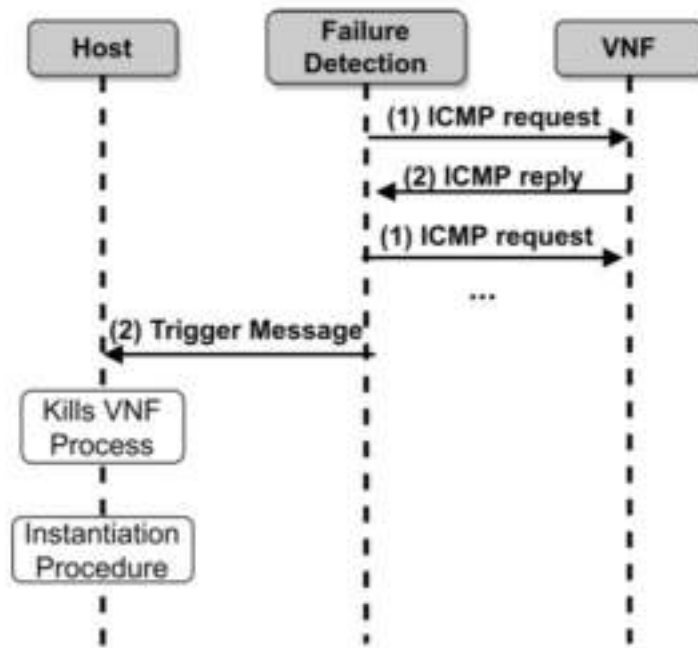 Host
Failure
Detection
VNF
(1) ICMP request
(2) ICMP reply
(1) ICMP request
...
(2) Trigger Message
Kills VNF
Process
Instantiation
Procedure